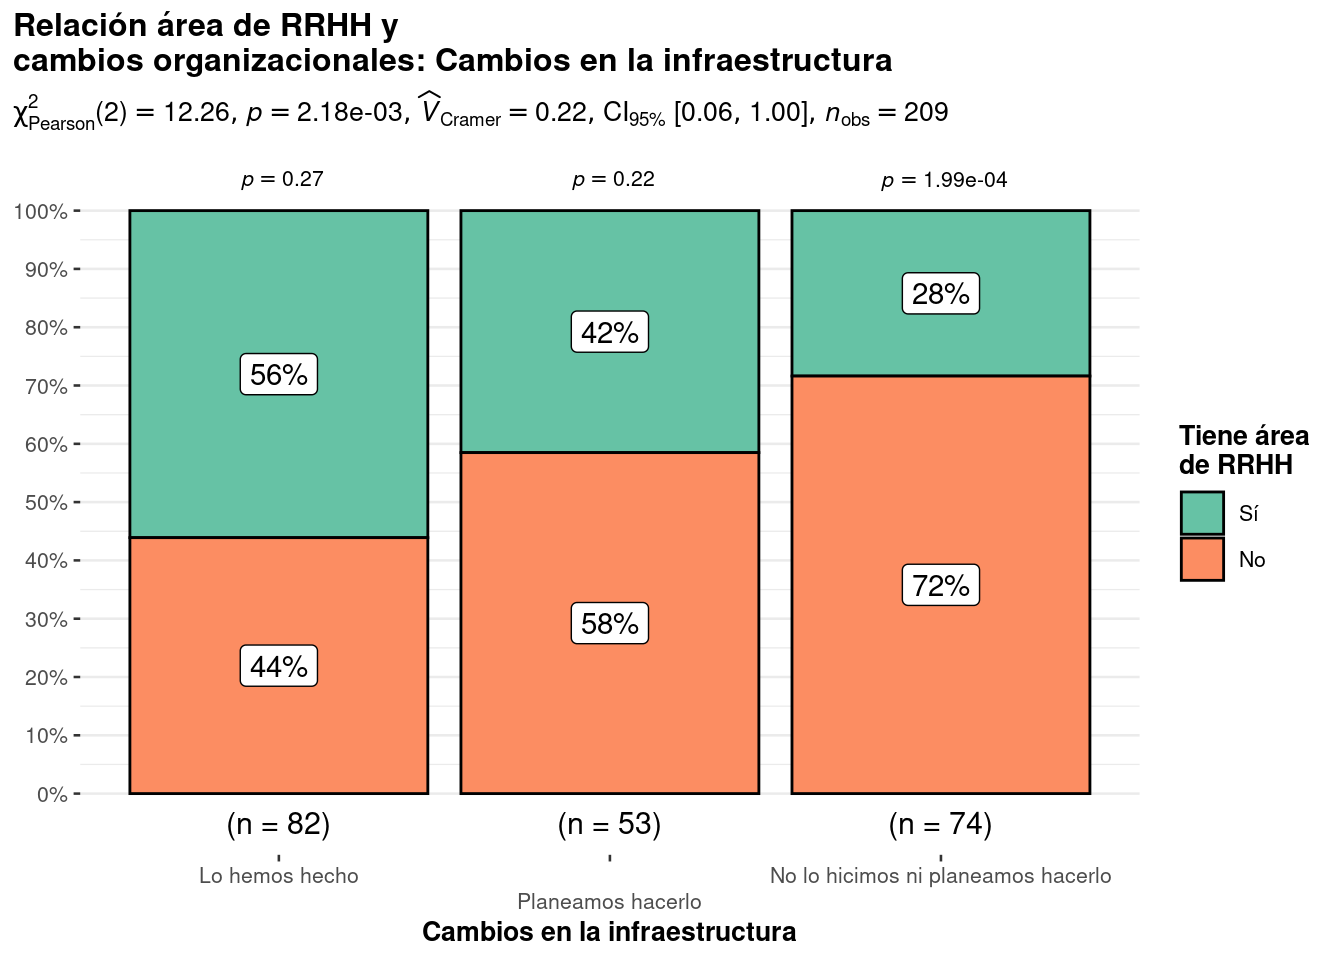 Relación área de RRHH y
cambios organizacionales: Cambios en la infraestructura
χ²Pearson(2) = 12.26, p = 2.18e-03, V̂Cramer = 0.22, CI95% [0.06, 1.00], nobs = 209
p = 0.27 p = 0.22 p = 1.99e-04
100%
90%
80%
70%
60%
50%
40%
30%
20%
10%
0%
56%
44%
42%
58%
28%
72%
(n = 82) (n = 53) (n = 74)
Lo hemos hecho
Planeamos hacerlo
No lo hicimos ni planeamos hacerlo
Cambios en la infraestructura
Tiene área
de RRHH
Sí
No